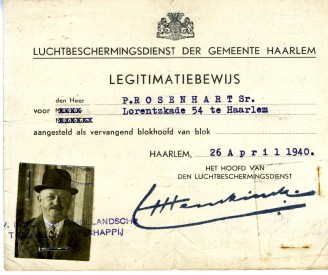 LUCHTBESCHERMINGSDIENST DER GEMEENTE HAARLEM
LEGITIMATIEBEWIJS
den Heer P.ROSENHART Sr.
voor Lorentzkade 54 te Haarlem
aangesteld als vervangend blokhoofd van blok
HAARLEM, 26 April 1940.
HET HOOFD VAN
DEN LUCHTBESCHERMINGSDIENST
LANDSCHE